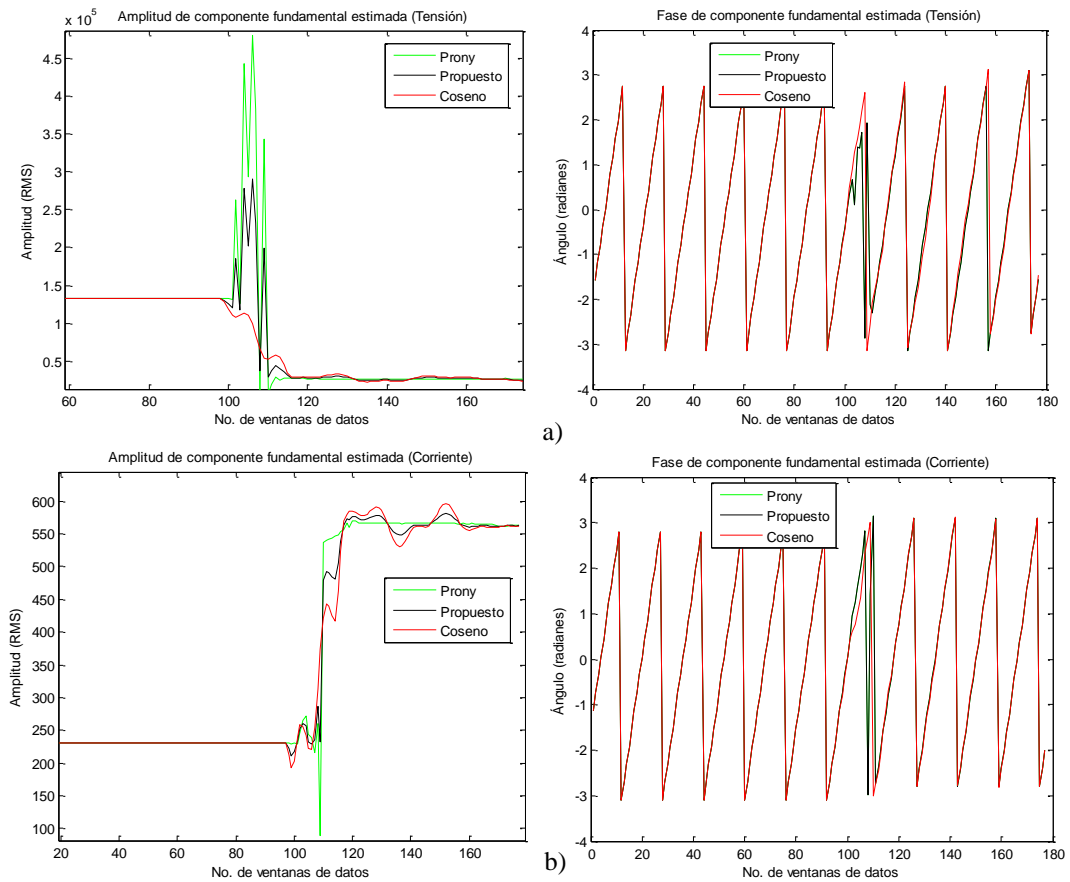 Amplitud de componente fundamental estimada (Tensión)
x 10⁵
Amplitud (RMS)
4.5
4
3.5
3
2.5
2
1.5
1
0.5
60 80 100 120 140 160
No. de ventanas de datos
Prony
Propuesto
Coseno
Fase de componente fundamental estimada (Tensión)
Ángulo (radianes)
4
3
2
1
0
-1
-2
-3
-4
0 20 40 60 80 100 120 140 160 180
No. de ventanas de datos
Prony
Propuesto
Coseno
a)
Amplitud de componente fundamental estimada (Corriente)
Amplitud (RMS)
600
550
500
450
400
350
300
250
200
150
100
20 40 60 80 100 120 140 160
No. de ventanas de datos
Prony
Propuesto
Coseno
Fase de componente fundamental estimada (Corriente)
Ángulo (radianes)
4
3
2
1
0
-1
-2
-3
-4
0 20 40 60 80 100 120 140 160 180
No. de ventanas de datos
Prony
Propuesto
Coseno
b)